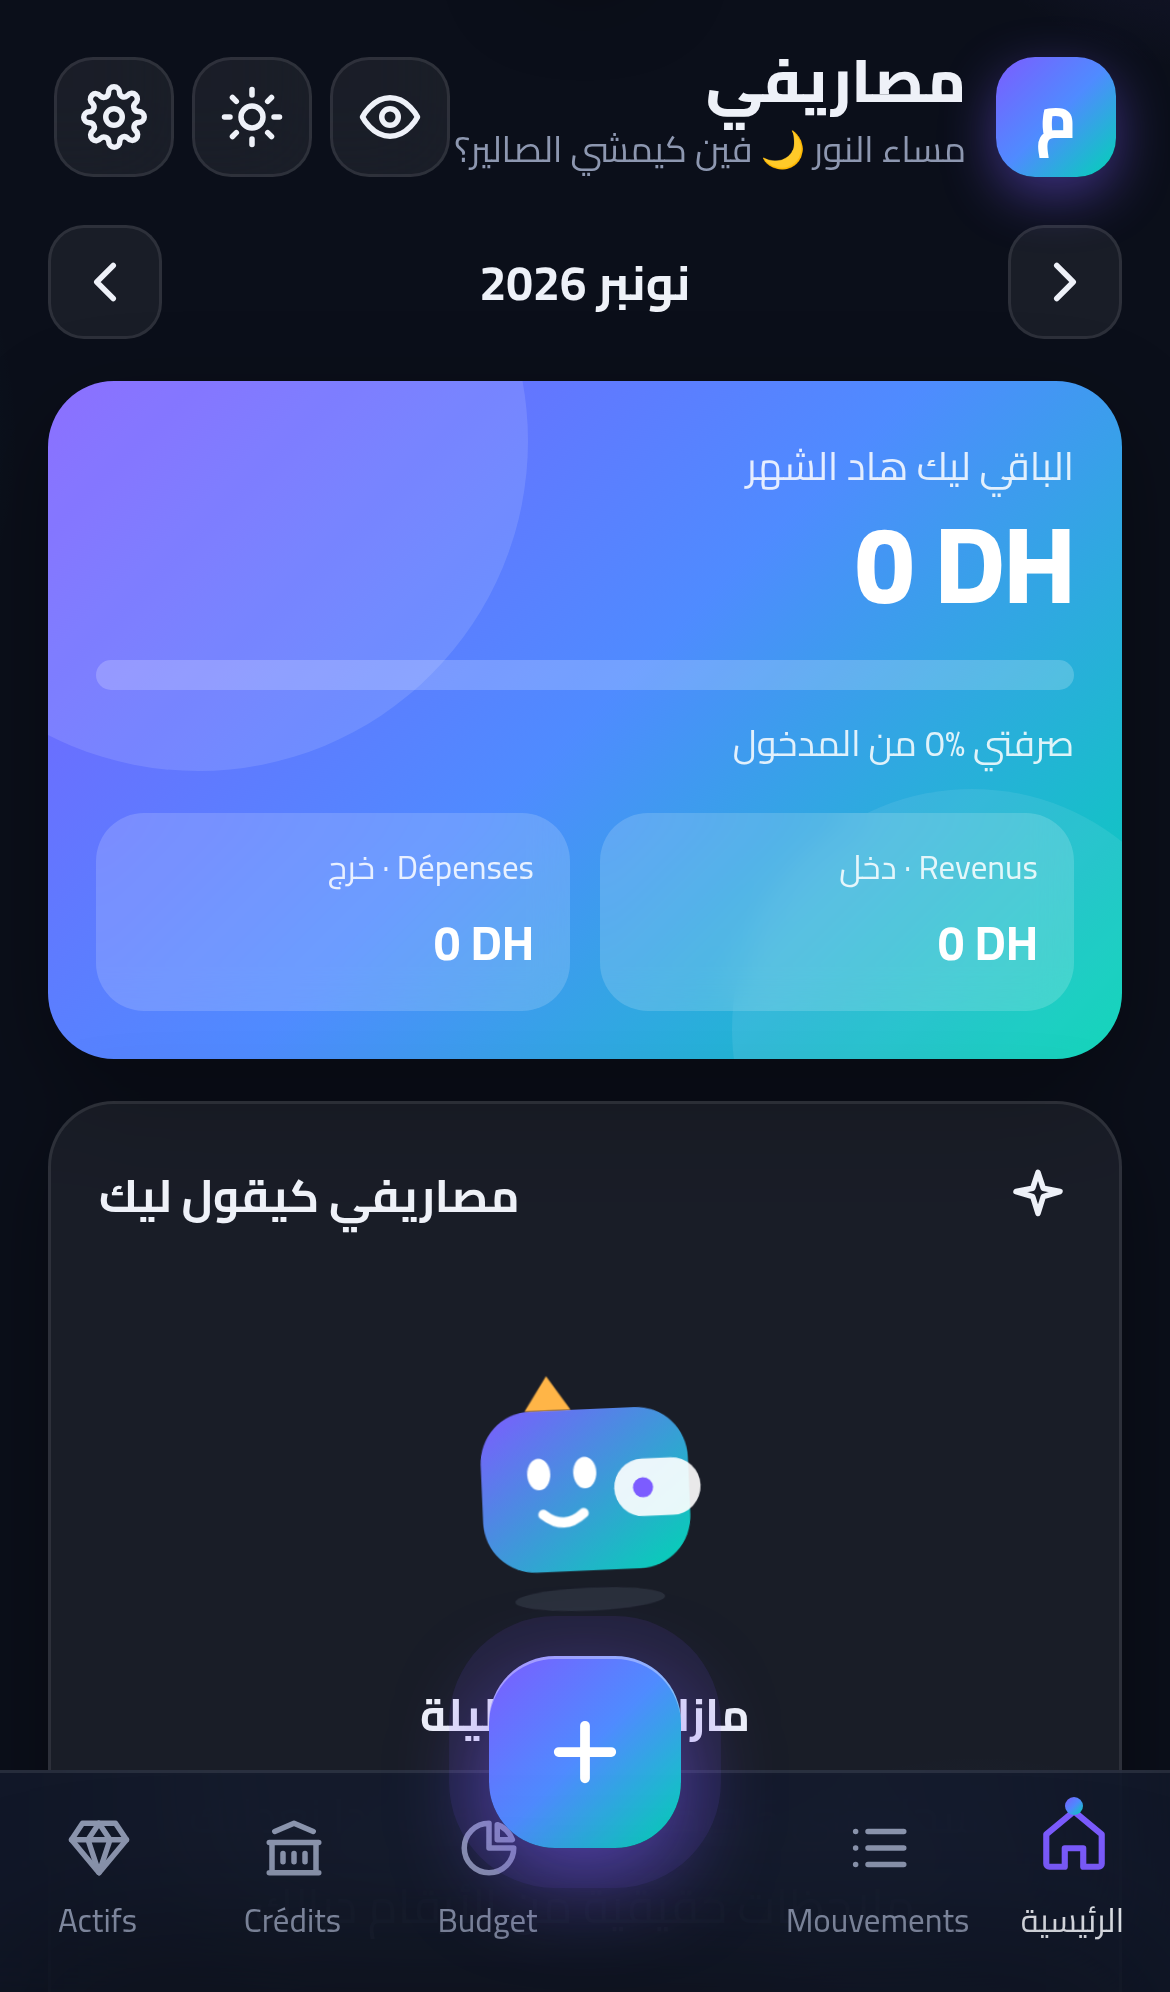 مصاريفي
م
مساء النور 🌙 فين كيمشي الصالير؟
نونبر 2026
الباقي ليك هاد الشهر
0 DH
صرفتي 0% من المدخول
Revenus · دخل
0 DH
Dépenses · خرج
0 DH
مصاريفي كيقول ليك
الرئيسية
Mouvements
Budget
Crédits
Actifs